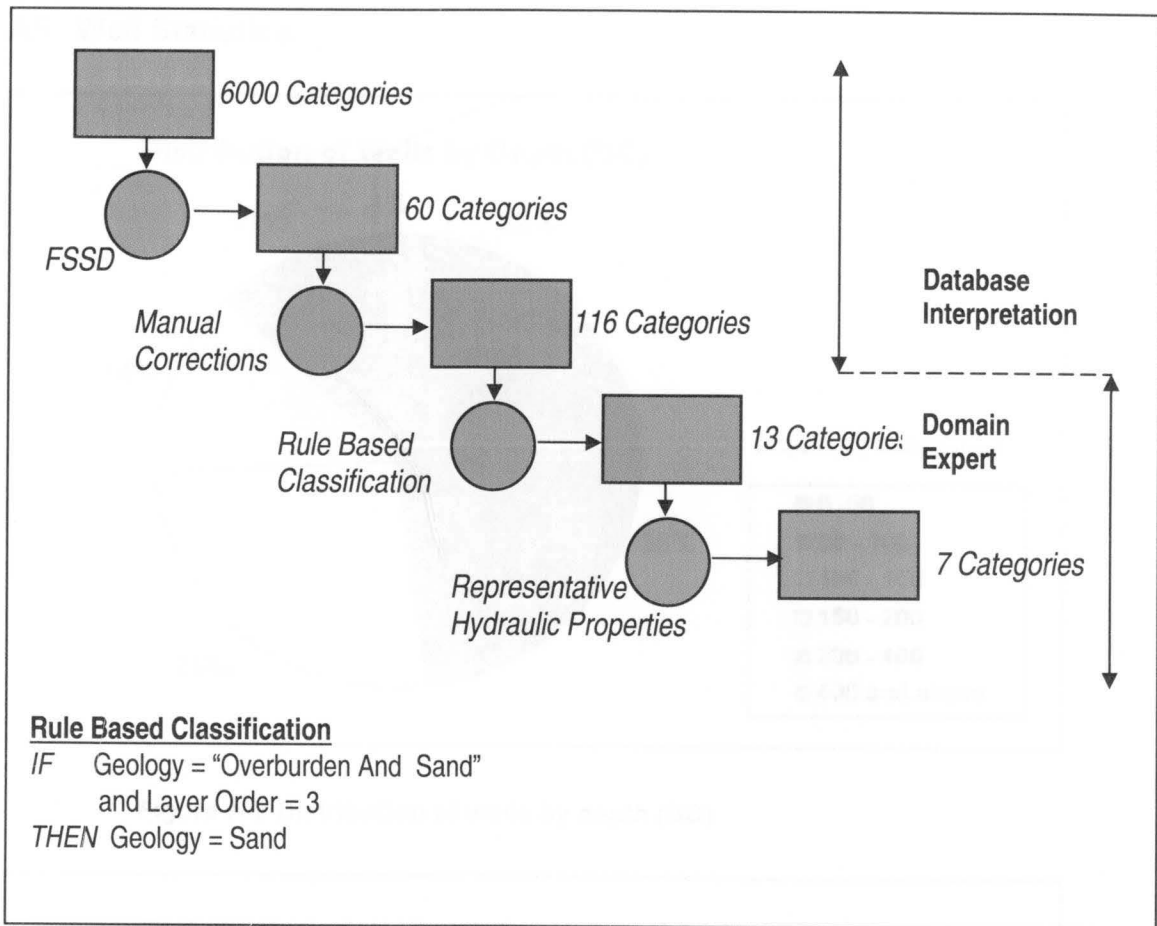 6000 Categories
60 Categories
FSSD
Manual
Corrections
116 Categories
Database
Interpretation
Rule Based
Classification
13 Categories
Domain
Expert
Representative
Hydraulic Properties
7 Categories
Rule Based Classification
IF Geology = “Overburden And Sand”
and Layer Order = 3
THEN Geology = Sand